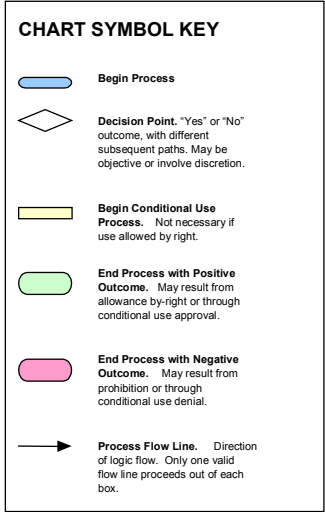 CHART SYMBOL KEY
Begin Process
Decision Point. “Yes” or “No”
outcome, with different
subsequent paths. May be
objective or involve discretion.
Begin Conditional Use
Process. Not necessary if
use allowed by right.
End Process with Positive
Outcome. May result from
allowance by-right or through
conditional use approval.
End Process with Negative
Outcome. May result from
prohibition or through
conditional use denial.
Process Flow Line. Direction
of logic flow. Only one valid
flow line proceeds out of each
box.